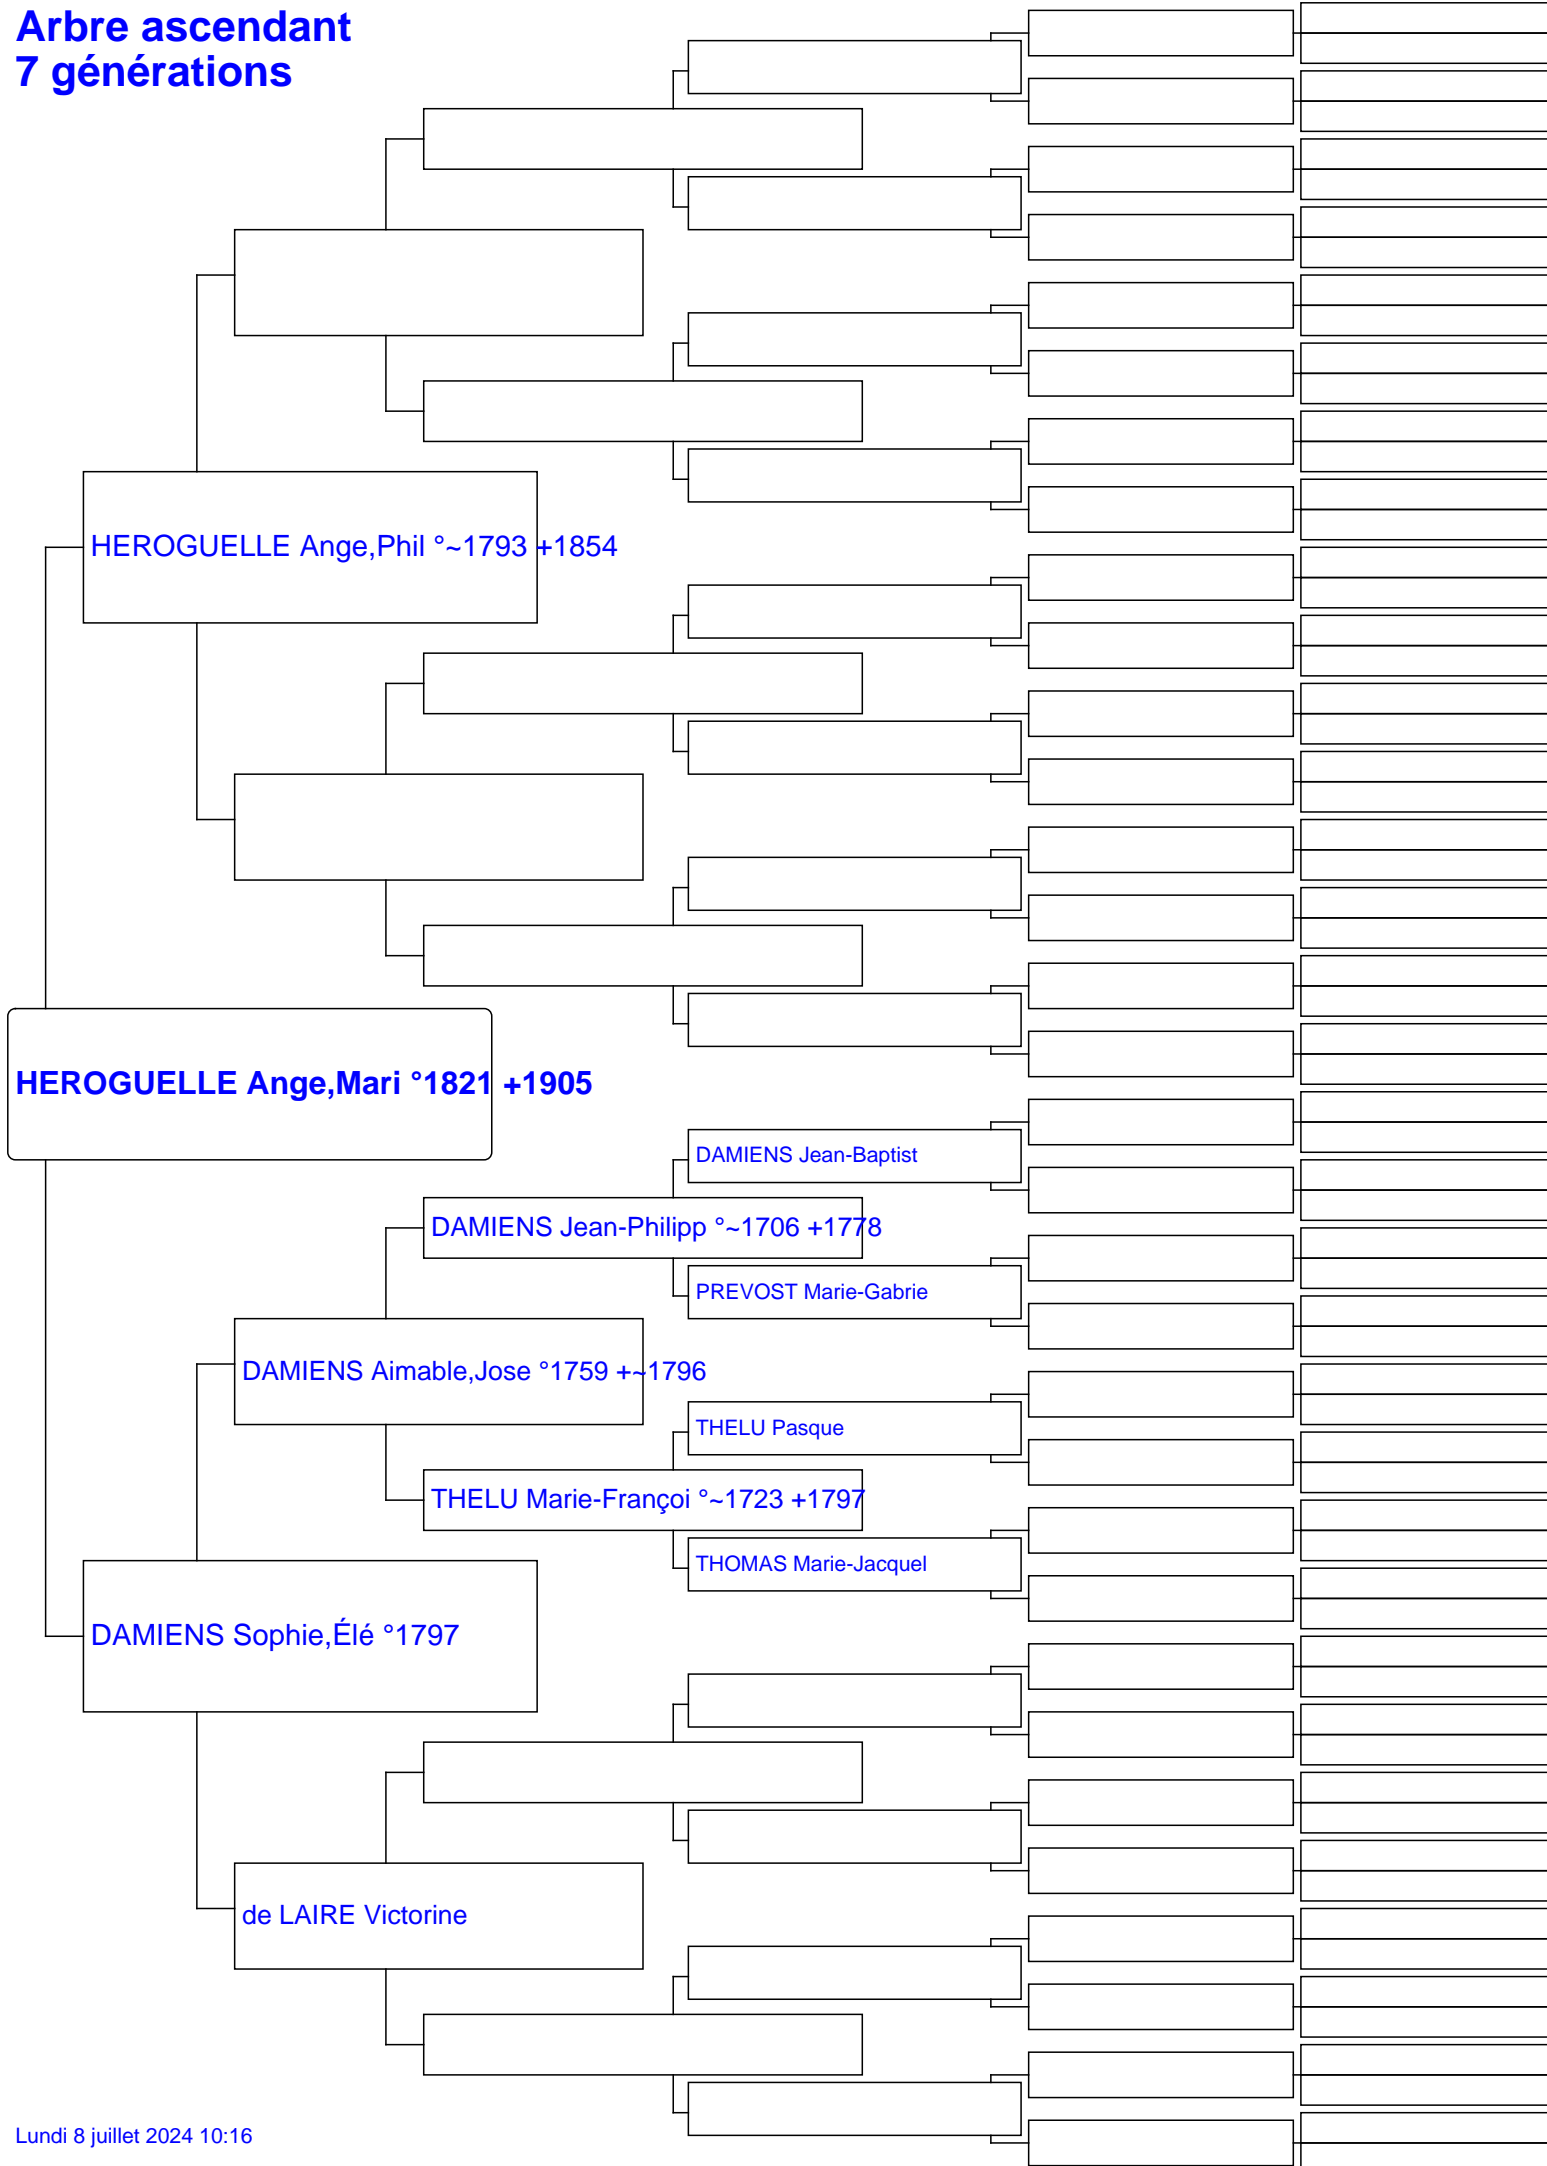 Arbre ascendant
7 générations
HEROGUELLE Ange,Phil °~1793 +1854
HEROGUELLE Ange,Mari °1821 +1905
DAMIENS Jean-Baptist
DAMIENS Jean-Philipp °~1706 +1778
PREVOST Marie-Gabrie
DAMIENS Aimable,Jose °1759 +~1796
THELU Pasque
THELU Marie-Françoi °~1723 +1797
THOMAS Marie-Jacquel
DAMIENS Sophie,Élé °1797
de LAIRE Victorine
Lundi 8 juillet 2024 10:16